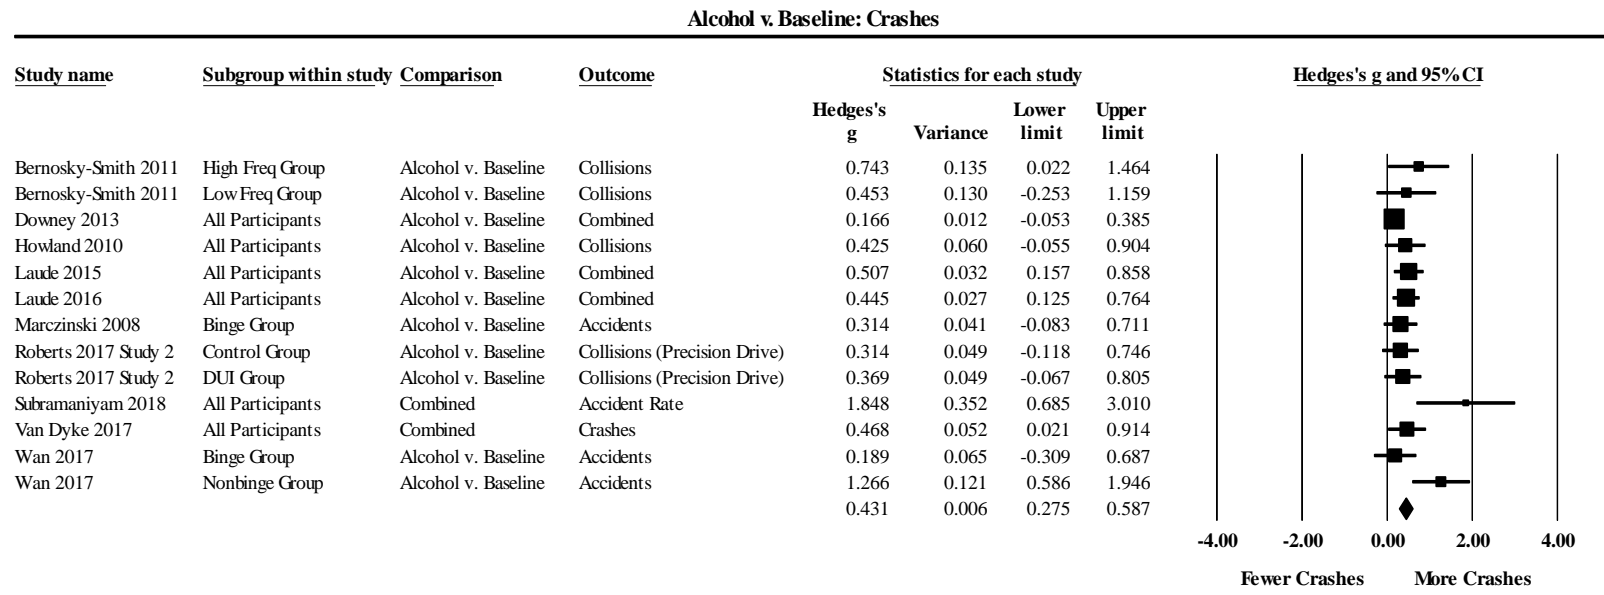 Alcohol v. Baseline: Crashes
Study name Subgroup within study Comparison Outcome Statistics for each study Hedges's g and 95% CI
Hedges's Lower Upper
g Variance limit limit
Bernosky-Smith 2011 High Freq Group Alcohol v. Baseline Collisions 0.743 0.135 0.022 1.464
Bernosky-Smith 2011 Low Freq Group Alcohol v. Baseline Collisions 0.453 0.130 -0.253 1.159
Downey 2013 All Participants Alcohol v. Baseline Combined 0.166 0.012 -0.053 0.385
Howland 2010 All Participants Alcohol v. Baseline Collisions 0.425 0.060 -0.055 0.904
Laude 2015 All Participants Alcohol v. Baseline Combined 0.507 0.032 0.157 0.858
Laude 2016 All Participants Alcohol v. Baseline Combined 0.445 0.027 0.125 0.764
Marczinski 2008 Binge Group Alcohol v. Baseline Accidents 0.314 0.041 -0.083 0.711
Roberts 2017 Study 2 Control Group Alcohol v. Baseline Collisions (Precision Drive) 0.314 0.049 -0.118 0.746
Roberts 2017 Study 2 DUI Group Alcohol v. Baseline Collisions (Precision Drive) 0.369 0.049 -0.067 0.805
Subramaniyam 2018 All Participants Combined Accident Rate 1.848 0.352 0.685 3.010
Van Dyke 2017 All Participants Combined Crashes 0.468 0.052 0.021 0.914
Wan 2017 Binge Group Alcohol v. Baseline Accidents 0.189 0.065 -0.309 0.687
Wan 2017 Nonbinge Group Alcohol v. Baseline Accidents 1.266 0.121 0.586 1.946
0.431 0.006 0.275 0.587
-4.00 -2.00 0.00 2.00 4.00
Fewer Crashes More Crashes